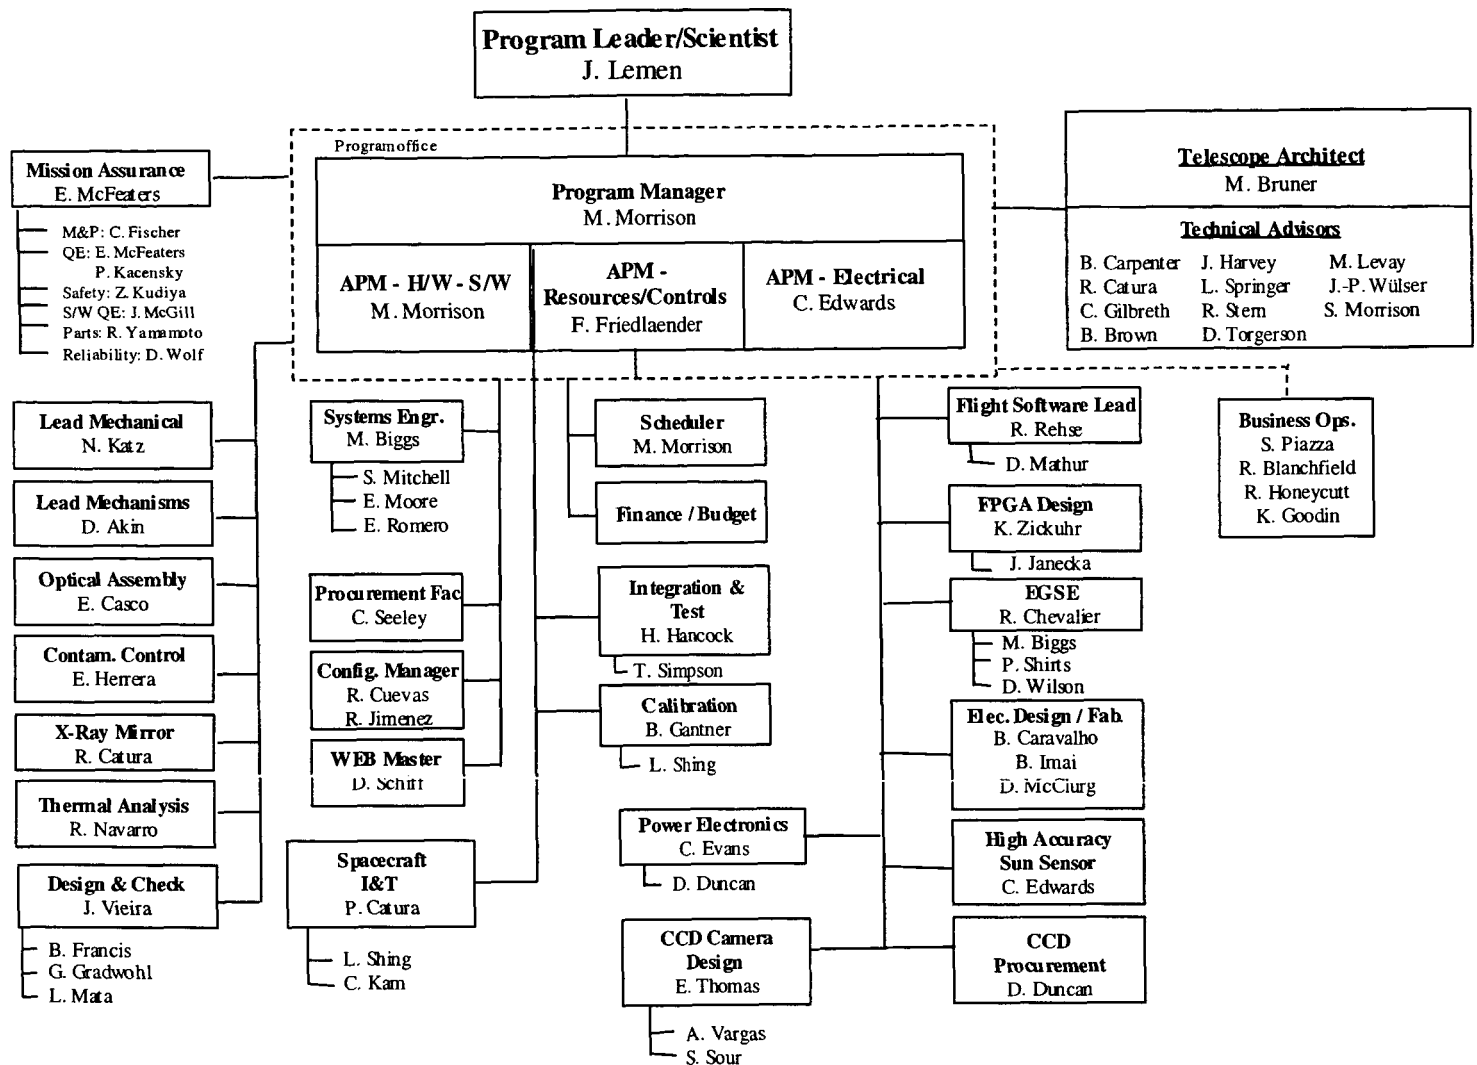 Program Leader/Scientist
J. Lemen
Program office
Program Manager
M. Morrison
APM - H/W - S/W
M. Morrison
APM -
Resources/Controls
F. Friedlaender
APM - Electrical
C. Edwards
Mission Assurance
E. McFeaters
M&P: C. Fischer
QE: E. McFeaters
P. Kacensky
Safety: Z. Kudiya
S/W QE: J. McGill
Parts: R. Yamamoto
Reliability: D. Wolf
Telescope Architect
M. Bruner
Technical Advisors
B. Carpenter J. Harvey M. Levay
R. Catura L. Springer J.-P. Wülser
C. Gilbreth R. Stern S. Morrison
B. Brown D. Torgerson
Lead Mechanical
N. Katz
Lead Mechanisms
D. Akin
Optical Assembly
E. Casco
Contam. Control
E. Herrera
X-Ray Mirror
R. Catura
Thermal Analysis
R. Navarro
Design & Check
J. Vieira
B. Francis
G. Gradwohl
L. Mata
Systems Engr.
M. Biggs
S. Mitchell
E. Moore
E. Romero
Procurement Fac
C. Seeley
Config. Manager
R. Cuevas
R. Jimenez
WEB Master
D. Schiff
Spacecraft
I&T
P. Catura
L. Shing
C. Kam
Scheduler
M. Morrison
Finance / Budget
Integration &
Test
H. Hancock
T. Simpson
Calibration
B. Gantner
L. Shing
Power Electronics
C. Evans
D. Duncan
CCD Camera
Design
E. Thomas
A. Vargas
S. Sour
Flight Software Lead
R. Rehse
D. Mathur
FPGA Design
K. Zickuhr
J. Janecka
EGSE
R. Chevalier
M. Biggs
P. Shirts
D. Wilson
Elec. Design / Fab.
B. Caravalho
B. Imai
D. McClurg
High Accuracy
Sun Sensor
C. Edwards
CCD
Procurement
D. Duncan
Business Ops.
S. Piazza
R. Blanchfield
R. Honeycutt
K. Goodin